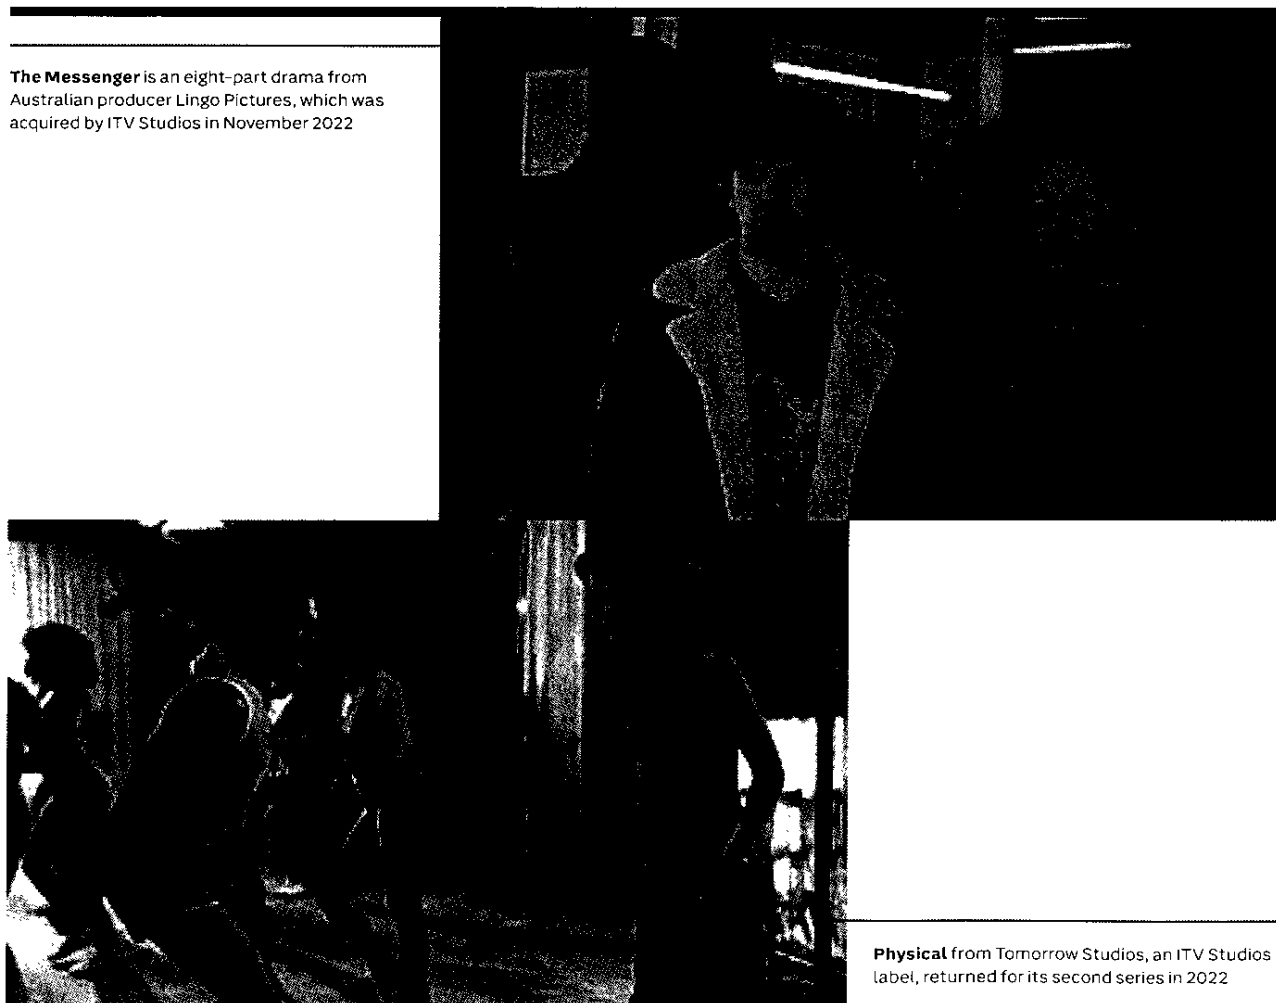 The Messenger is an eight-part drama from
Australian producer Lingo Pictures, which was
acquired by ITV Studios in November 2022
Physical from Tomorrow Studios, an ITV Studios
label, returned for its second series in 2022